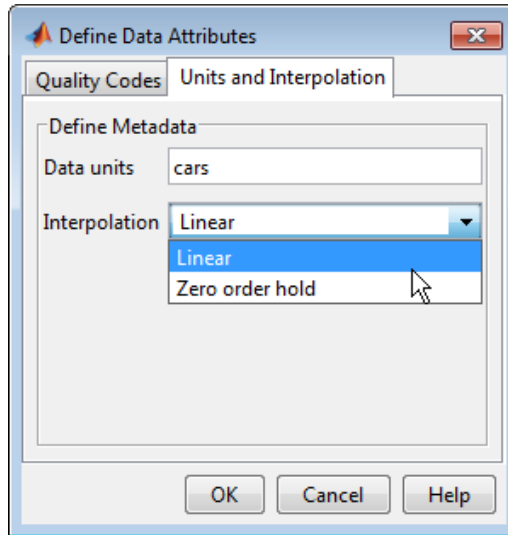 Define Data Attributes
Quality Codes Units and Interpolation
Define Metadata
Data units cars
Interpolation Linear
Linear
Zero order hold
OK Cancel Help